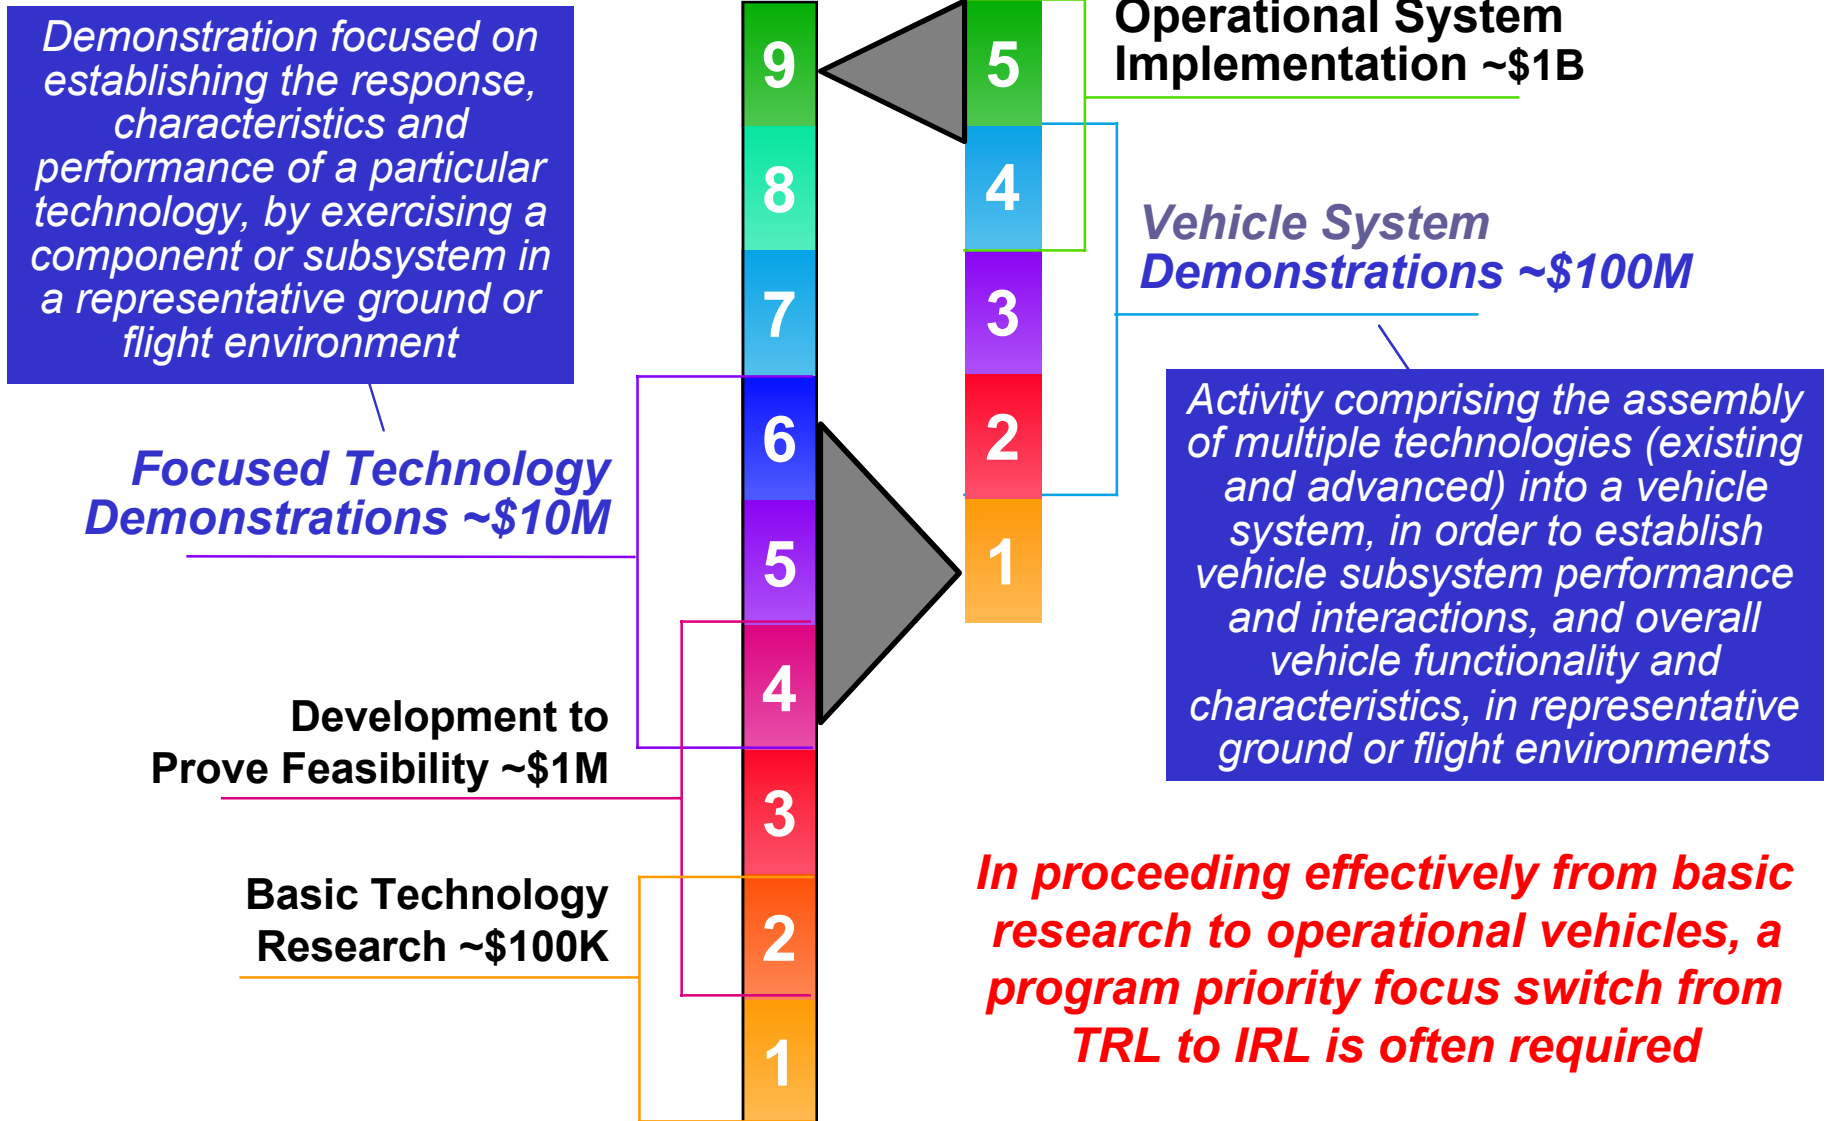 Demonstration focused on
establishing the response,
characteristics and
performance of a particular
technology, by exercising a
component or subsystem in
a representative ground or
flight environment
Focused Technology
Demonstrations ~$10M
Development to
Prove Feasibility ~$1M
Basic Technology
Research ~$100K
9
8
7
6
5
4
3
2
1
5
4
3
2
1
Operational System
Implementation ~$1B
Vehicle System
Demonstrations ~$100M
Activity comprising the assembly
of multiple technologies (existing
and advanced) into a vehicle
system, in order to establish
vehicle subsystem performance
and interactions, and overall
vehicle functionality and
characteristics, in representative
ground or flight environments
In proceeding effectively from basic
research to operational vehicles, a
program priority focus switch from
TRL to IRL is often required